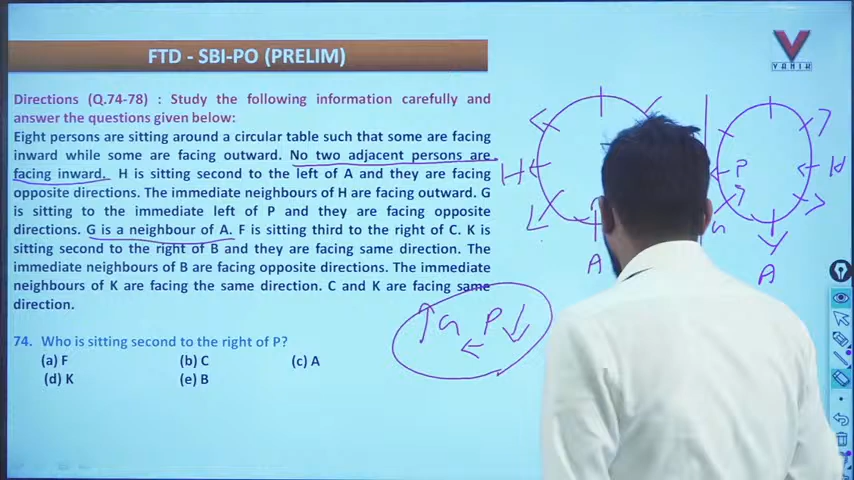 FTD - SBI-PO (PRELIM)
VANIK
Directions (Q.74-78) : Study the following information carefully and
answer the questions given below:
Eight persons are sitting around a circular table such that some are facing
inward while some are facing outward. No two adjacent persons are
facing inward. H is sitting second to the left of A and they are facing
opposite directions. The immediate neighbours of H are facing outward. G
is sitting to the immediate left of P and they are facing opposite
directions. G is a neighbour of A. F is sitting third to the right of C. K is
sitting second to the right of B and they are facing same direction. The
immediate neighbours of B are facing opposite directions. The immediate
neighbours of K are facing the same direction. C and K are facing same
direction.
74. Who is sitting second to the right of P?
(a) F (b) C (c) A
(d) K (e) B
G P
H
A
P
H
G
A